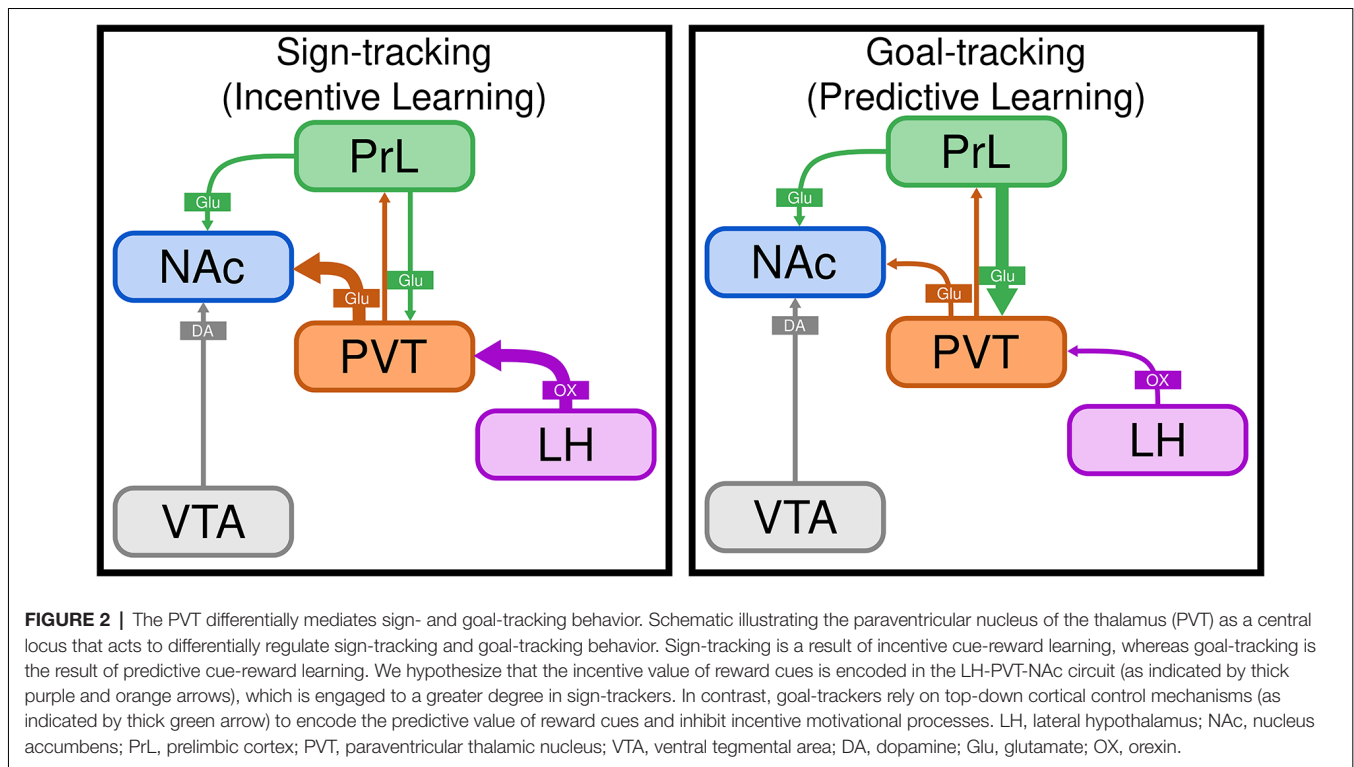 Sign-tracking
(Incentive Learning)
PrL
Glu
NAc
Glu
Glu
DA
PVT
OX
LH
VTA
Goal-tracking
(Predictive Learning)
PrL
Glu
NAc
Glu
Glu
DA
PVT
OX
LH
VTA
FIGURE 2 | The PVT differentially mediates sign- and goal-tracking behavior. Schematic illustrating the paraventricular nucleus of the thalamus (PVT) as a central
locus that acts to differentially regulate sign-tracking and goal-tracking behavior. Sign-tracking is a result of incentive cue-reward learning, whereas goal-tracking is
the result of predictive cue-reward learning. We hypothesize that the incentive value of reward cues is encoded in the LH-PVT-NAc circuit (as indicated by thick
purple and orange arrows), which is engaged to a greater degree in sign-trackers. In contrast, goal-trackers rely on top-down cortical control mechanisms (as
indicated by thick green arrow) to encode the predictive value of reward cues and inhibit incentive motivational processes. LH, lateral hypothalamus; NAc, nucleus
accumbens; PrL, prelimbic cortex; PVT, paraventricular thalamic nucleus; VTA, ventral tegmental area; DA, dopamine; Glu, glutamate; OX, orexin.